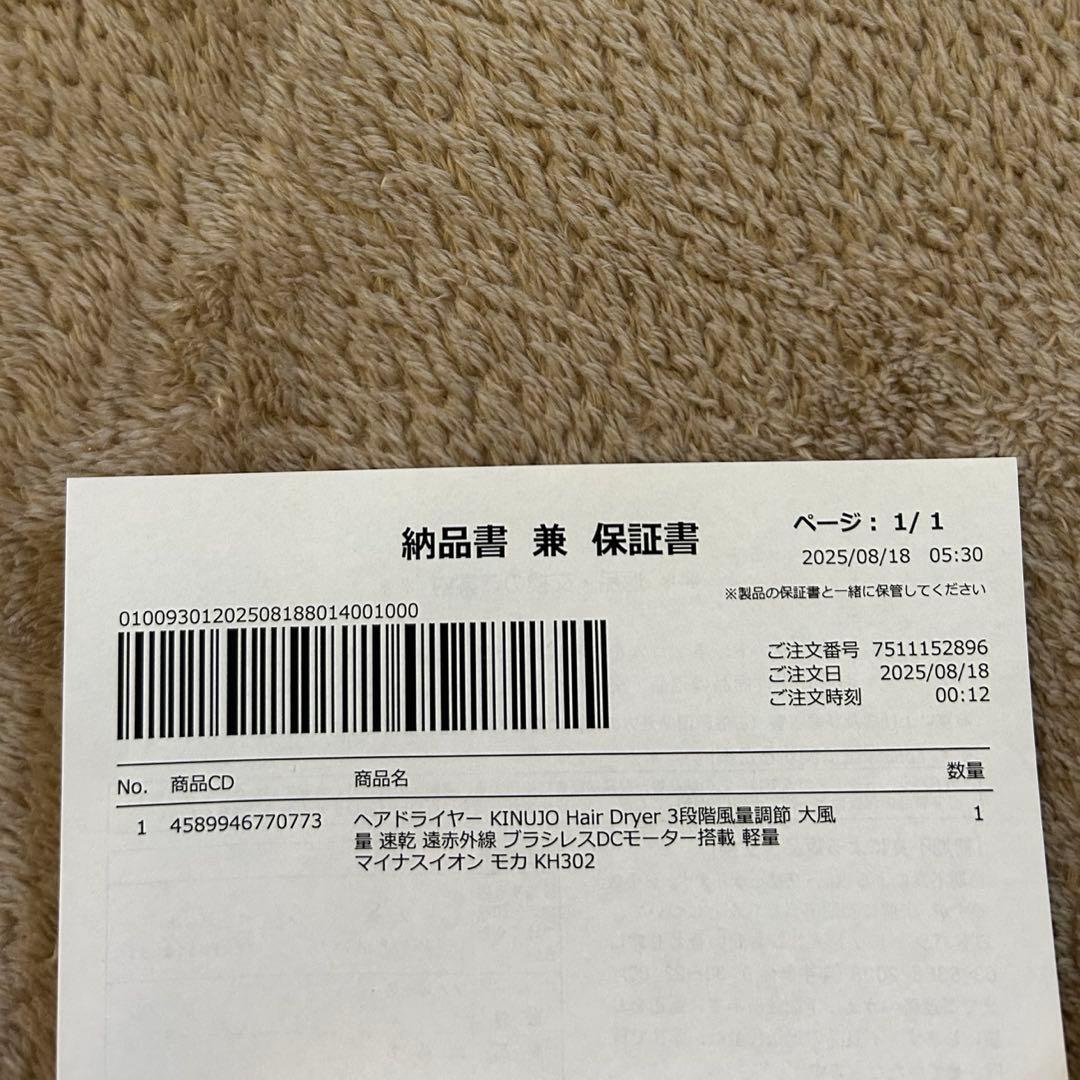 納品書 兼 保証書
ページ： 1/ 1
2025/08/18 05:30
※製品の保証書と一緒に保管してください
01009301202508188014001000
ご注文番号 7511152896
ご注文日 2025/08/18
ご注文時刻 00:12
No. 商品CD 商品名 数量
1 4589946770773 ヘアドライヤー KINUJO Hair Dryer 3段階風量調節 大風 1
量 速乾 遠赤外線 ブラシレスDCモーター搭載 軽量
マイナスイオン モカ KH302